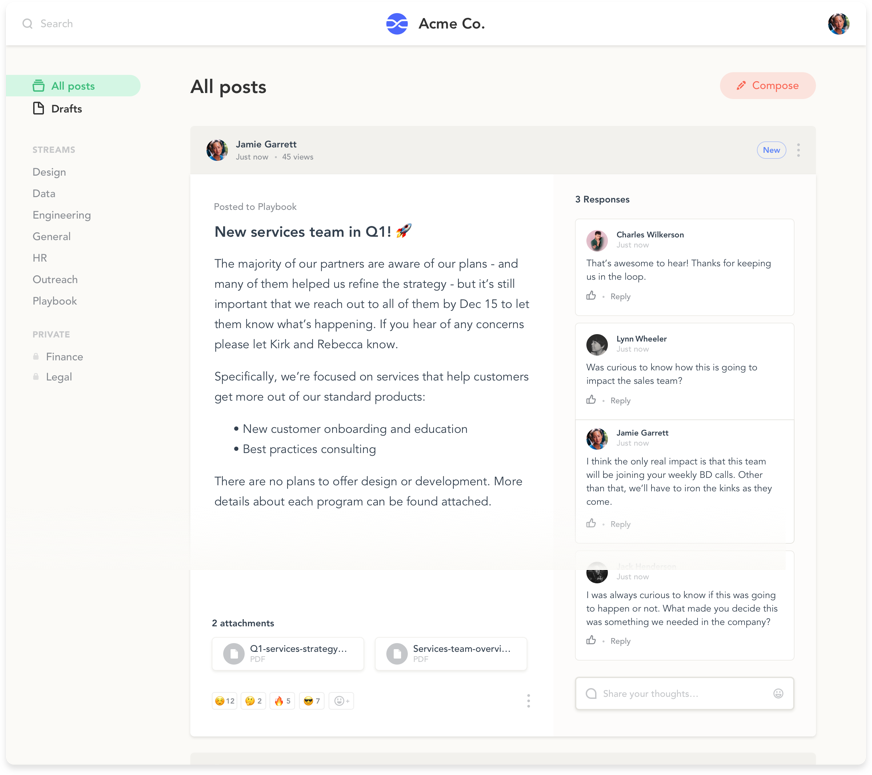 Search
Acme Co.
All posts
Drafts
STREAMS
Design
Data
Engineering
General
HR
Outreach
Playbook
PRIVATE
Finance
Legal
All posts
Compose
Jamie Garrett
Just now · 45 views
New
Posted to Playbook
New services team in Q1! 🚀
The majority of our partners are aware of our plans - and
many of them helped us refine the strategy - but it’s still
important that we reach out to all of them by Dec 15 to let
them know what’s happening. If you hear of any concerns
please let Kirk and Rebecca know.
Specifically, we’re focused on services that help customers
get more out of our standard products:
• New customer onboarding and education
• Best practices consulting
There are no plans to offer design or development. More
details about each program can be found attached.
2 attachments
Q1-services-strategy...
PDF
Services-team-overvi...
PDF
12
2
5
7
3 Responses
Charles Wilkerson
Just now
That’s awesome to hear! Thanks for keeping
us in the loop.
Reply
Lynn Wheeler
Just now
Was curious to know how this is going to
impact the sales team?
Reply
Jamie Garrett
Just now
I think the only real impact is that this team
will be joining your weekly BD calls. Other
than that, we’ll have to iron the kinks as they
come.
Reply
Just now
I was always curious to know if this was going
to happen or not. What made you decide this
was something we needed in the company?
Reply
Share your thoughts...